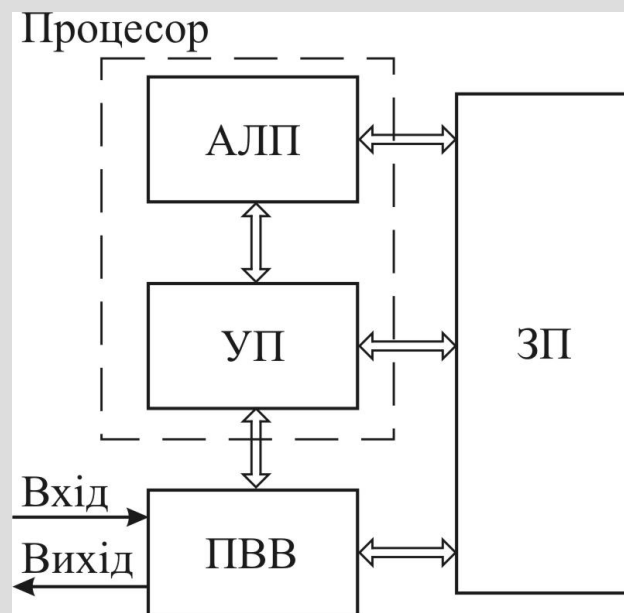 Процесор
АЛП
УП
ЗП
Вхід
Вихід
ПВВ